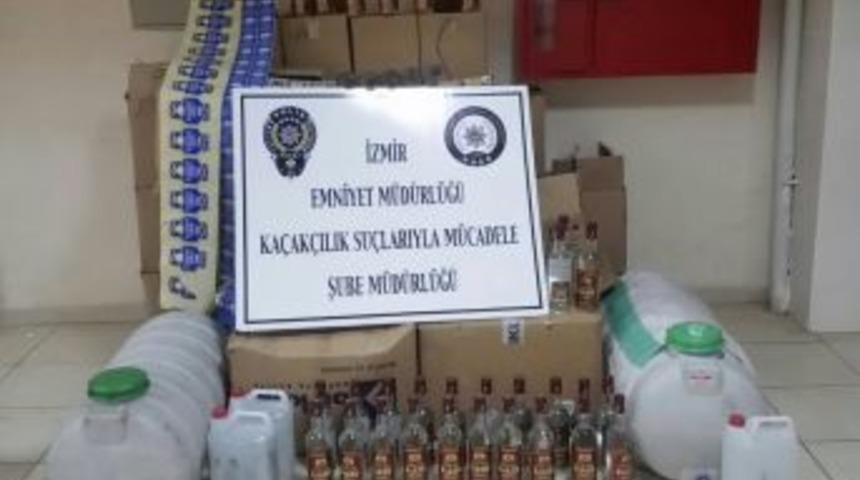 İZMİR
EMNİYET MÜDÜRLÜĞÜ
KAÇAKÇILIK SUÇLARIYLA MÜCADELE
ŞUBE MÜDÜRLÜĞÜ